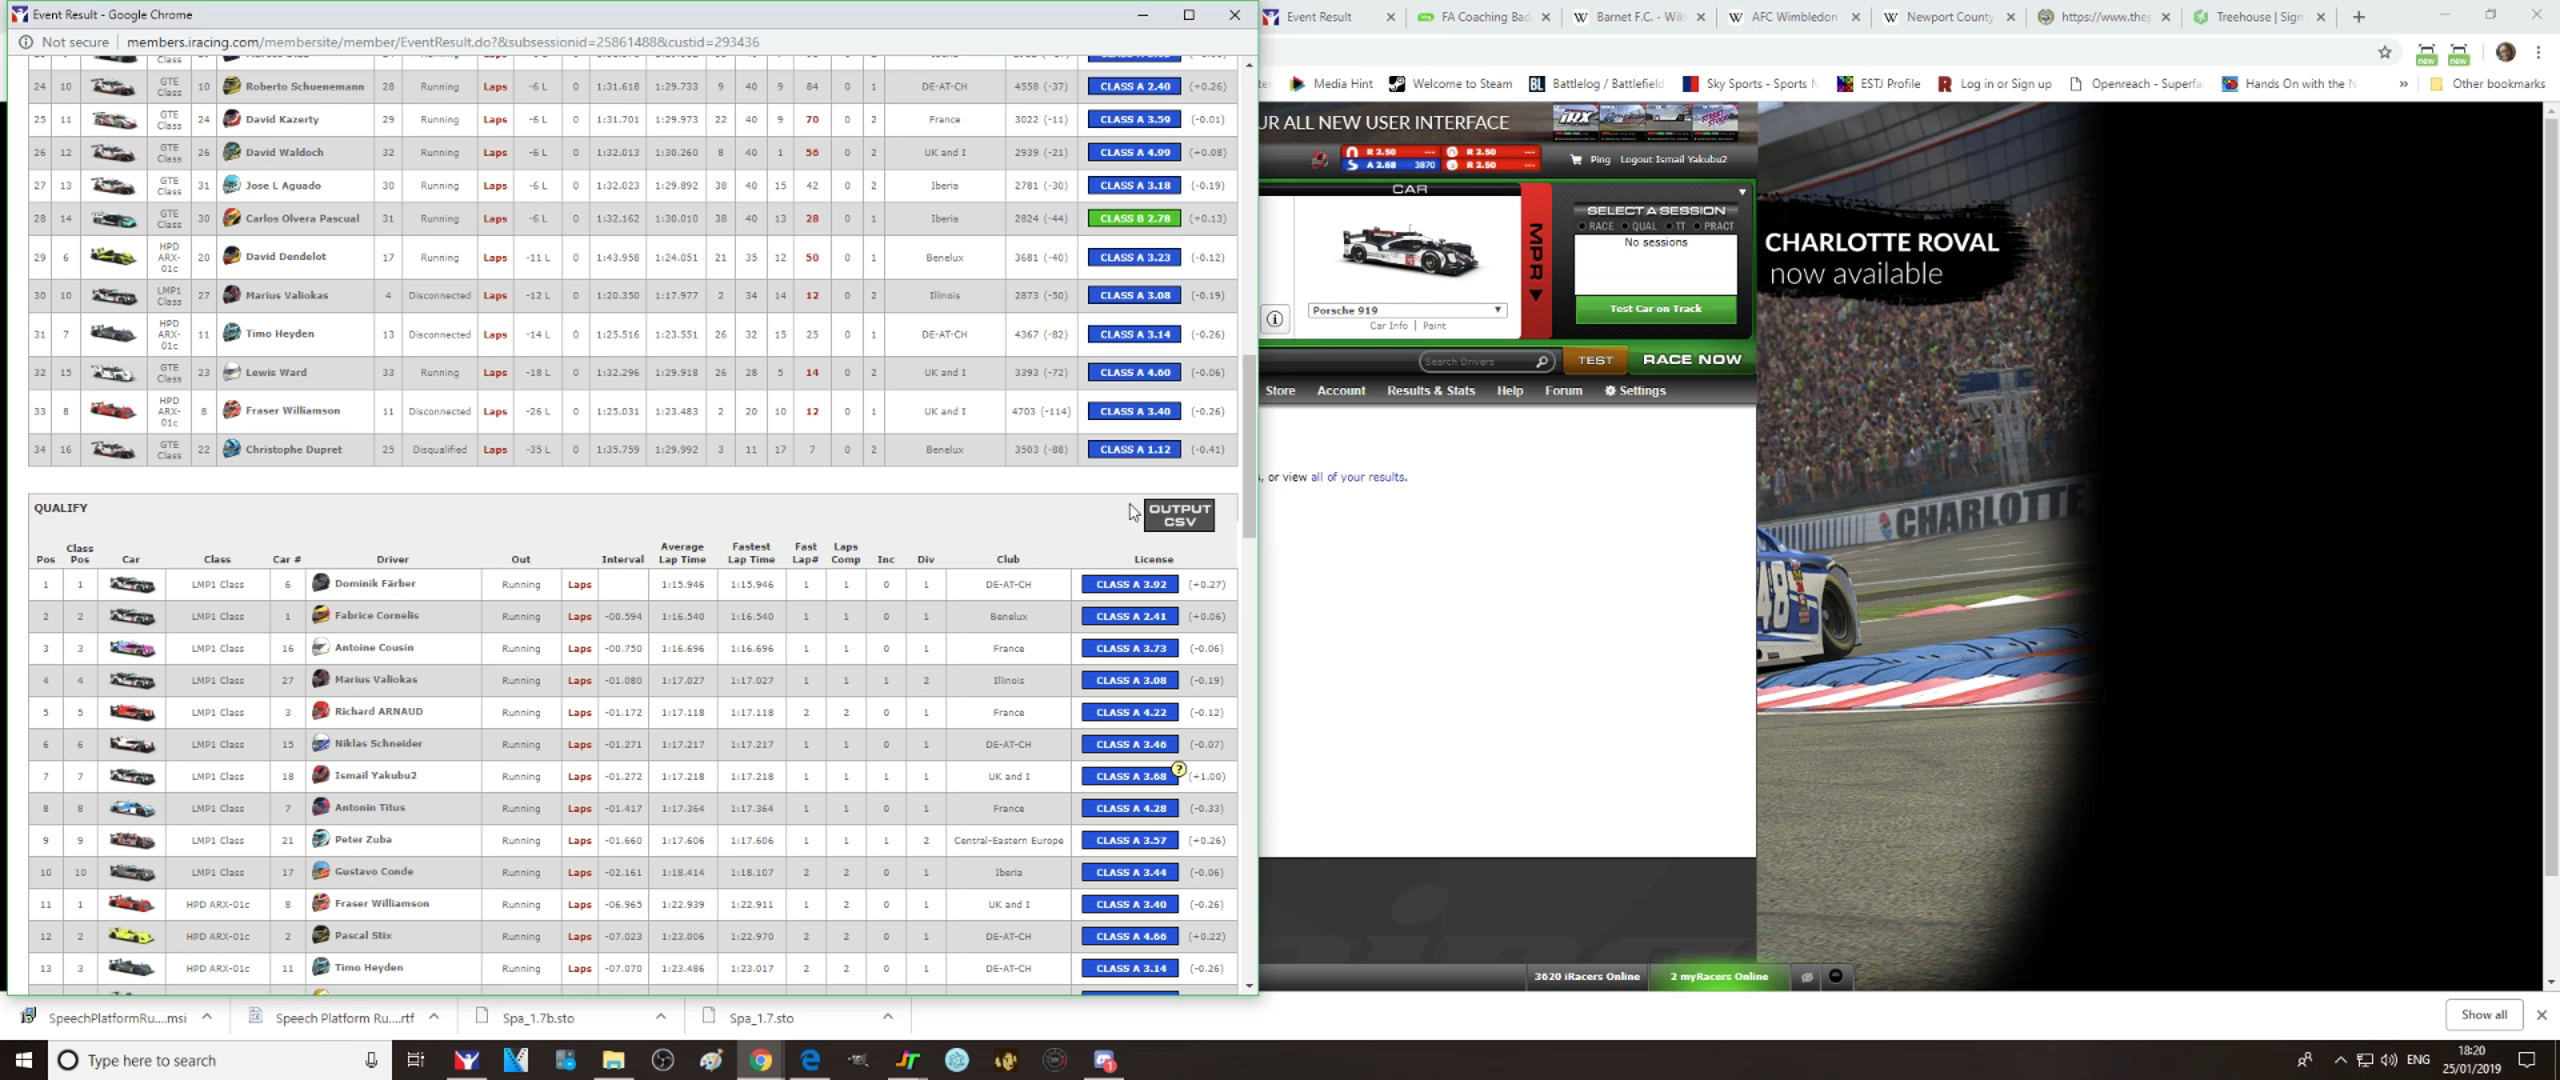 Event Result - Google Chrome
Not secure | members.iracing.com/membersite/member/EventResult.do?&subsessionid=25861488&custid=293436
Class
24 10 GTE Class 10 Roberto Schuenemann 28 Running Laps -6 L 0 1:31.618 1:29.733 9 40 9 84 0 1 DE-AT-CH 4558 (-37) CLASS A 2.40 (+0.26)
25 11 GTE Class 24 David Kazerty 29 Running Laps -6 L 0 1:31.701 1:29.973 22 40 9 70 0 2 France 3022 (-11) CLASS A 3.59 (-0.01)
26 12 GTE Class 26 David Waldoch 32 Running Laps -6 L 0 1:32.013 1:30.260 8 40 1 56 0 2 UK and I 2939 (-21) CLASS A 4.99 (+0.08)
27 13 GTE Class 31 Jose L Aguado 30 Running Laps -6 L 0 1:32.023 1:29.892 38 40 15 42 0 2 Iberia 2781 (-30) CLASS A 3.18 (-0.19)
28 14 GTE Class 30 Carlos Olvera Pascual 31 Running Laps -6 L 0 1:32.162 1:30.010 38 40 13 28 0 1 Iberia 2824 (-44) CLASS B 2.78 (+0.13)
29 6 HPD ARX-01c 20 David Dendelot 17 Running Laps -11 L 0 1:43.958 1:24.051 21 35 12 50 0 1 Benelux 3681 (-40) CLASS A 3.23 (-0.12)
30 10 LMP1 Class 27 Marius Valiokas 4 Disconnected Laps -12 L 0 1:20.350 1:17.977 2 34 14 12 0 2 Illinois 2873 (-50) CLASS A 3.08 (-0.19)
31 7 HPD ARX-01c 11 Timo Heyden 13 Disconnected Laps -14 L 0 1:25.516 1:23.551 26 32 15 25 0 1 DE-AT-CH 4367 (-82) CLASS A 3.14 (-0.26)
32 15 GTE Class 23 Lewis Ward 33 Running Laps -18 L 0 1:32.296 1:29.918 26 28 5 14 0 2 UK and I 3393 (-72) CLASS A 4.60 (-0.06)
33 8 HPD ARX-01c 8 Fraser Williamson 11 Disconnected Laps -26 L 0 1:25.031 1:23.483 2 20 10 12 0 1 UK and I 4703 (-114) CLASS A 3.40 (-0.26)
34 16 GTE Class 22 Christophe Dupret 25 Disqualified Laps -35 L 0 1:35.759 1:29.992 3 11 17 7 0 2 Benelux 3503 (-88) CLASS A 1.12 (-0.41)
QUALIFY
OUTPUT CSV
Pos Class Pos Car Class Car # Driver Out Interval Average Lap Time Fastest Lap Time Fast Lap# Laps Comp Inc Div Club License
1 1 LMP1 Class 6 Dominik Färber Running Laps 1:15.946 1:15.946 1 1 0 1 DE-AT-CH CLASS A 3.92 (+0.27)
2 2 LMP1 Class 1 Fabrice Cornelis Running Laps -00.594 1:16.540 1:16.540 1 1 0 1 Benelux CLASS A 2.41 (+0.06)
3 3 LMP1 Class 16 Antoine Cousin Running Laps -00.750 1:16.696 1:16.696 1 1 0 1 France CLASS A 3.73 (-0.06)
4 4 LMP1 Class 27 Marius Valiokas Running Laps -01.080 1:17.027 1:17.027 1 1 1 2 Illinois CLASS A 3.08 (-0.19)
5 5 LMP1 Class 3 Richard ARNAUD Running Laps -01.172 1:17.118 1:17.118 2 2 0 1 France CLASS A 4.22 (-0.12)
6 6 LMP1 Class 15 Niklas Schneider Running Laps -01.271 1:17.217 1:17.217 1 1 0 1 DE-AT-CH CLASS A 3.46 (-0.07)
7 7 LMP1 Class 18 Ismail Yakubu2 Running Laps -01.272 1:17.218 1:17.218 1 1 1 1 UK and I CLASS A 3.68 ? (+1.00)
8 8 LMP1 Class 7 Antonin Titus Running Laps -01.417 1:17.364 1:17.364 1 1 0 1 France CLASS A 4.28 (-0.33)
9 9 LMP1 Class 21 Peter Zuba Running Laps -01.660 1:17.606 1:17.606 1 1 1 2 Central-Eastern Europe CLASS A 3.57 (+0.26)
10 10 LMP1 Class 17 Gustavo Conde Running Laps -02.161 1:18.414 1:18.107 2 2 0 1 Iberia CLASS A 3.44 (-0.06)
11 1 HPD ARX-01c 8 Fraser Williamson Running Laps -06.965 1:22.939 1:22.911 1 2 0 1 UK and I CLASS A 3.40 (-0.26)
12 2 HPD ARX-01c 2 Pascal Stix Running Laps -07.023 1:23.006 1:22.970 2 2 0 1 DE-AT-CH CLASS A 4.66 (+0.22)
13 3 HPD ARX-01c 11 Timo Heyden Running Laps -07.070 1:23.486 1:23.017 2 2 0 1 DE-AT-CH CLASS A 3.14 (-0.26)
Event Result FA Coaching Bad Barnet F.C. - Wiki AFC Wimbledon Newport County https://www.thep Treehouse | Sign
new new
Media Hint Welcome to Steam Battlelog / Battlefield Sky Sports - Sports N ESTJ Profile Log in or Sign up Openreach - Superfa Hands On with the N » Other bookmarks
UR ALL NEW USER INTERFACE
R 2.50 --- R 2.50 ---
A 2.68 3870 R 2.50 ---
Ping Logout Ismail Yakubu2
CAR
MPR
Porsche 919
Car Info | Paint
SELECT A SESSION
RACE QUAL TT PRACT
No sessions
Test Car on Track
Search Drivers TEST RACE NOW
Store Account Results & Stats Help Forum Settings
, or view all of your results.
CHARLOTTE ROVAL
now available
CHARLOTTE
48
3620 iRacers Online 2 myRacers Online
SpeechPlatformRu....msi Speech Platform Ru....rtf Spa_1.7b.sto Spa_1.7.sto Show all
Type here to search
ENG
18:20
25/01/2019